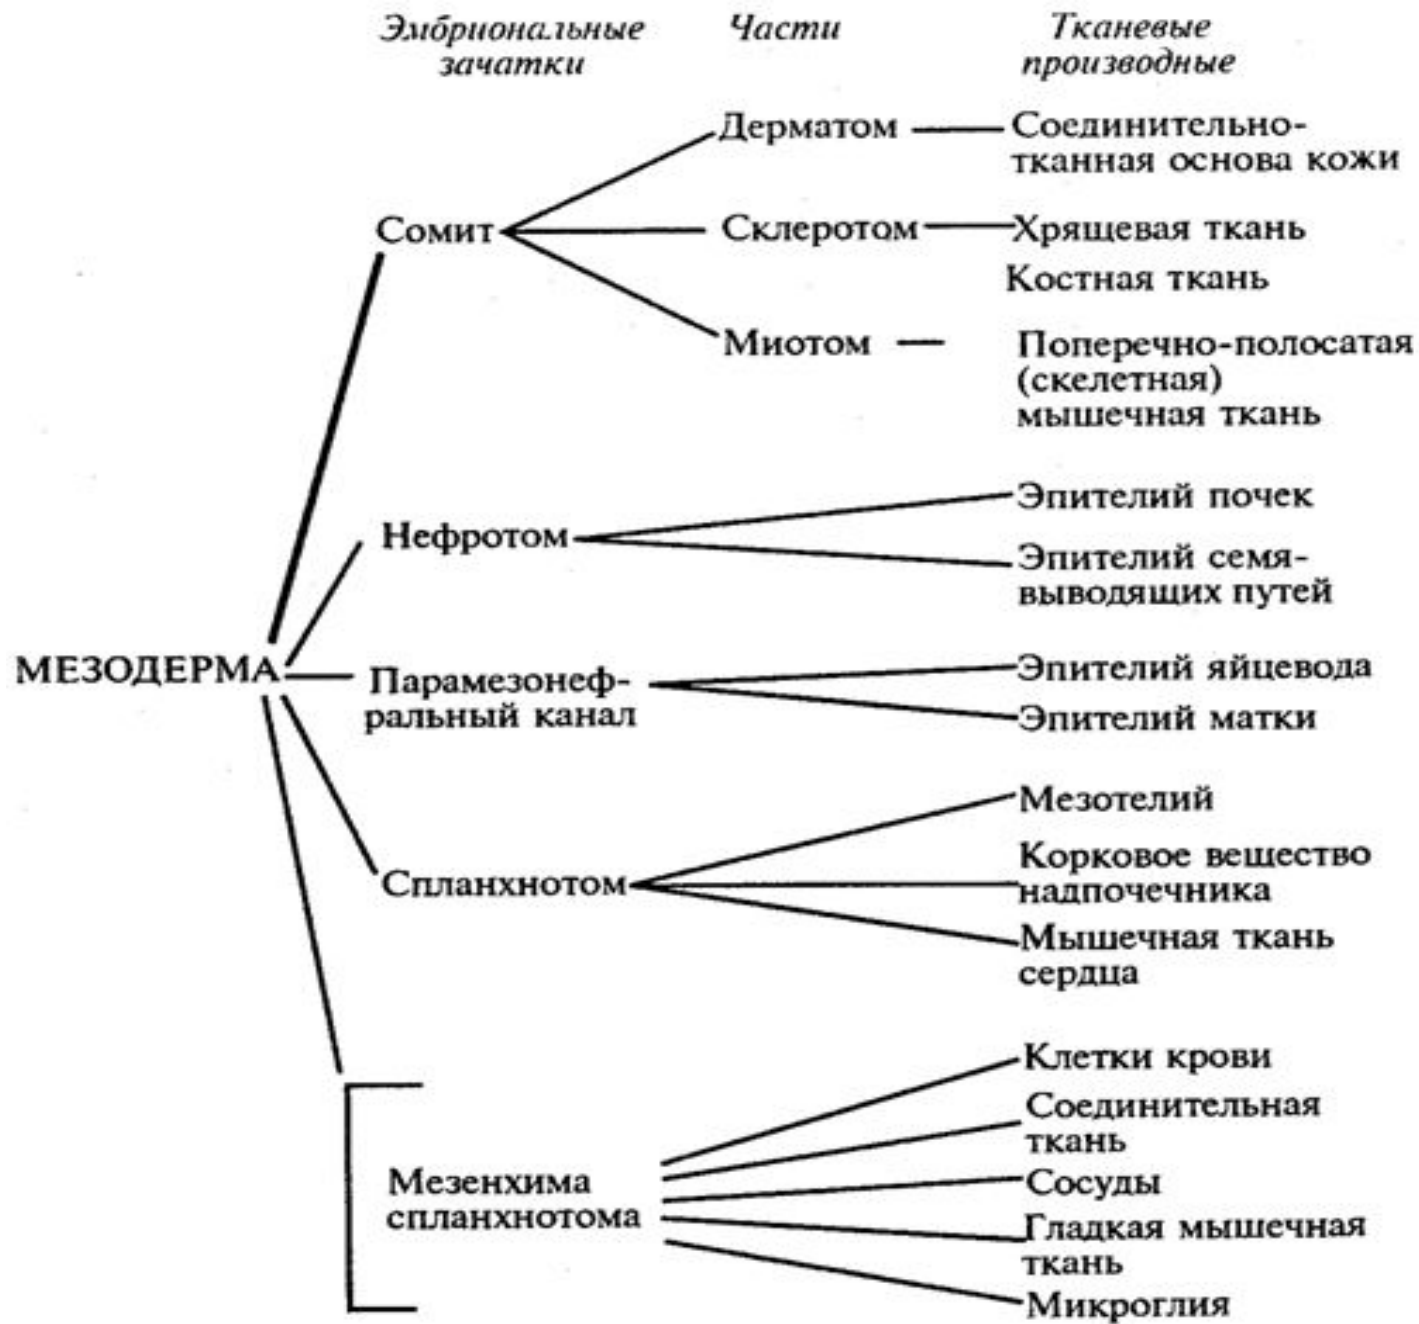 Эмбриональные
зачатки
Части
Тканевые
производные
Дерматом
Соединительно-
тканная основа кожи
Сомит
Склеротом
Хрящевая ткань
Костная ткань
Миотом
Поперечно-полосатая
(скелетная)
мышечная ткань
Нефротом
Эпителий почек
Эпителий семя-
выводящих путей
МЕЗОДЕРМА
Парамезонеф-
ральный канал
Эпителий яйцевода
Эпителий матки
Спланхнотом
Мезотелий
Корковое вещество
надпочечника
Мышечная ткань
сердца
Мезенхима
спланхнотома
Клетки крови
Соединительная
ткань
Сосуды
Гладкая мышечная
ткань
Микроглия